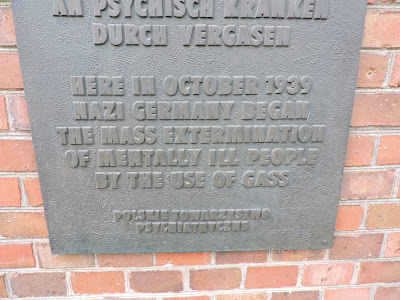 AN PSYCHISCH KRANKEN
DURCH VERGASEN
HERE IN OCTOBER 1939
NAZI GERMANY BEGAN
THE MASS EXTERMINATION
OF MENTALLY ILL PEOPLE
BY THE USE OF GASS
POLSKIE TOWARZYSTWO
PSYCHIATRYCZNE